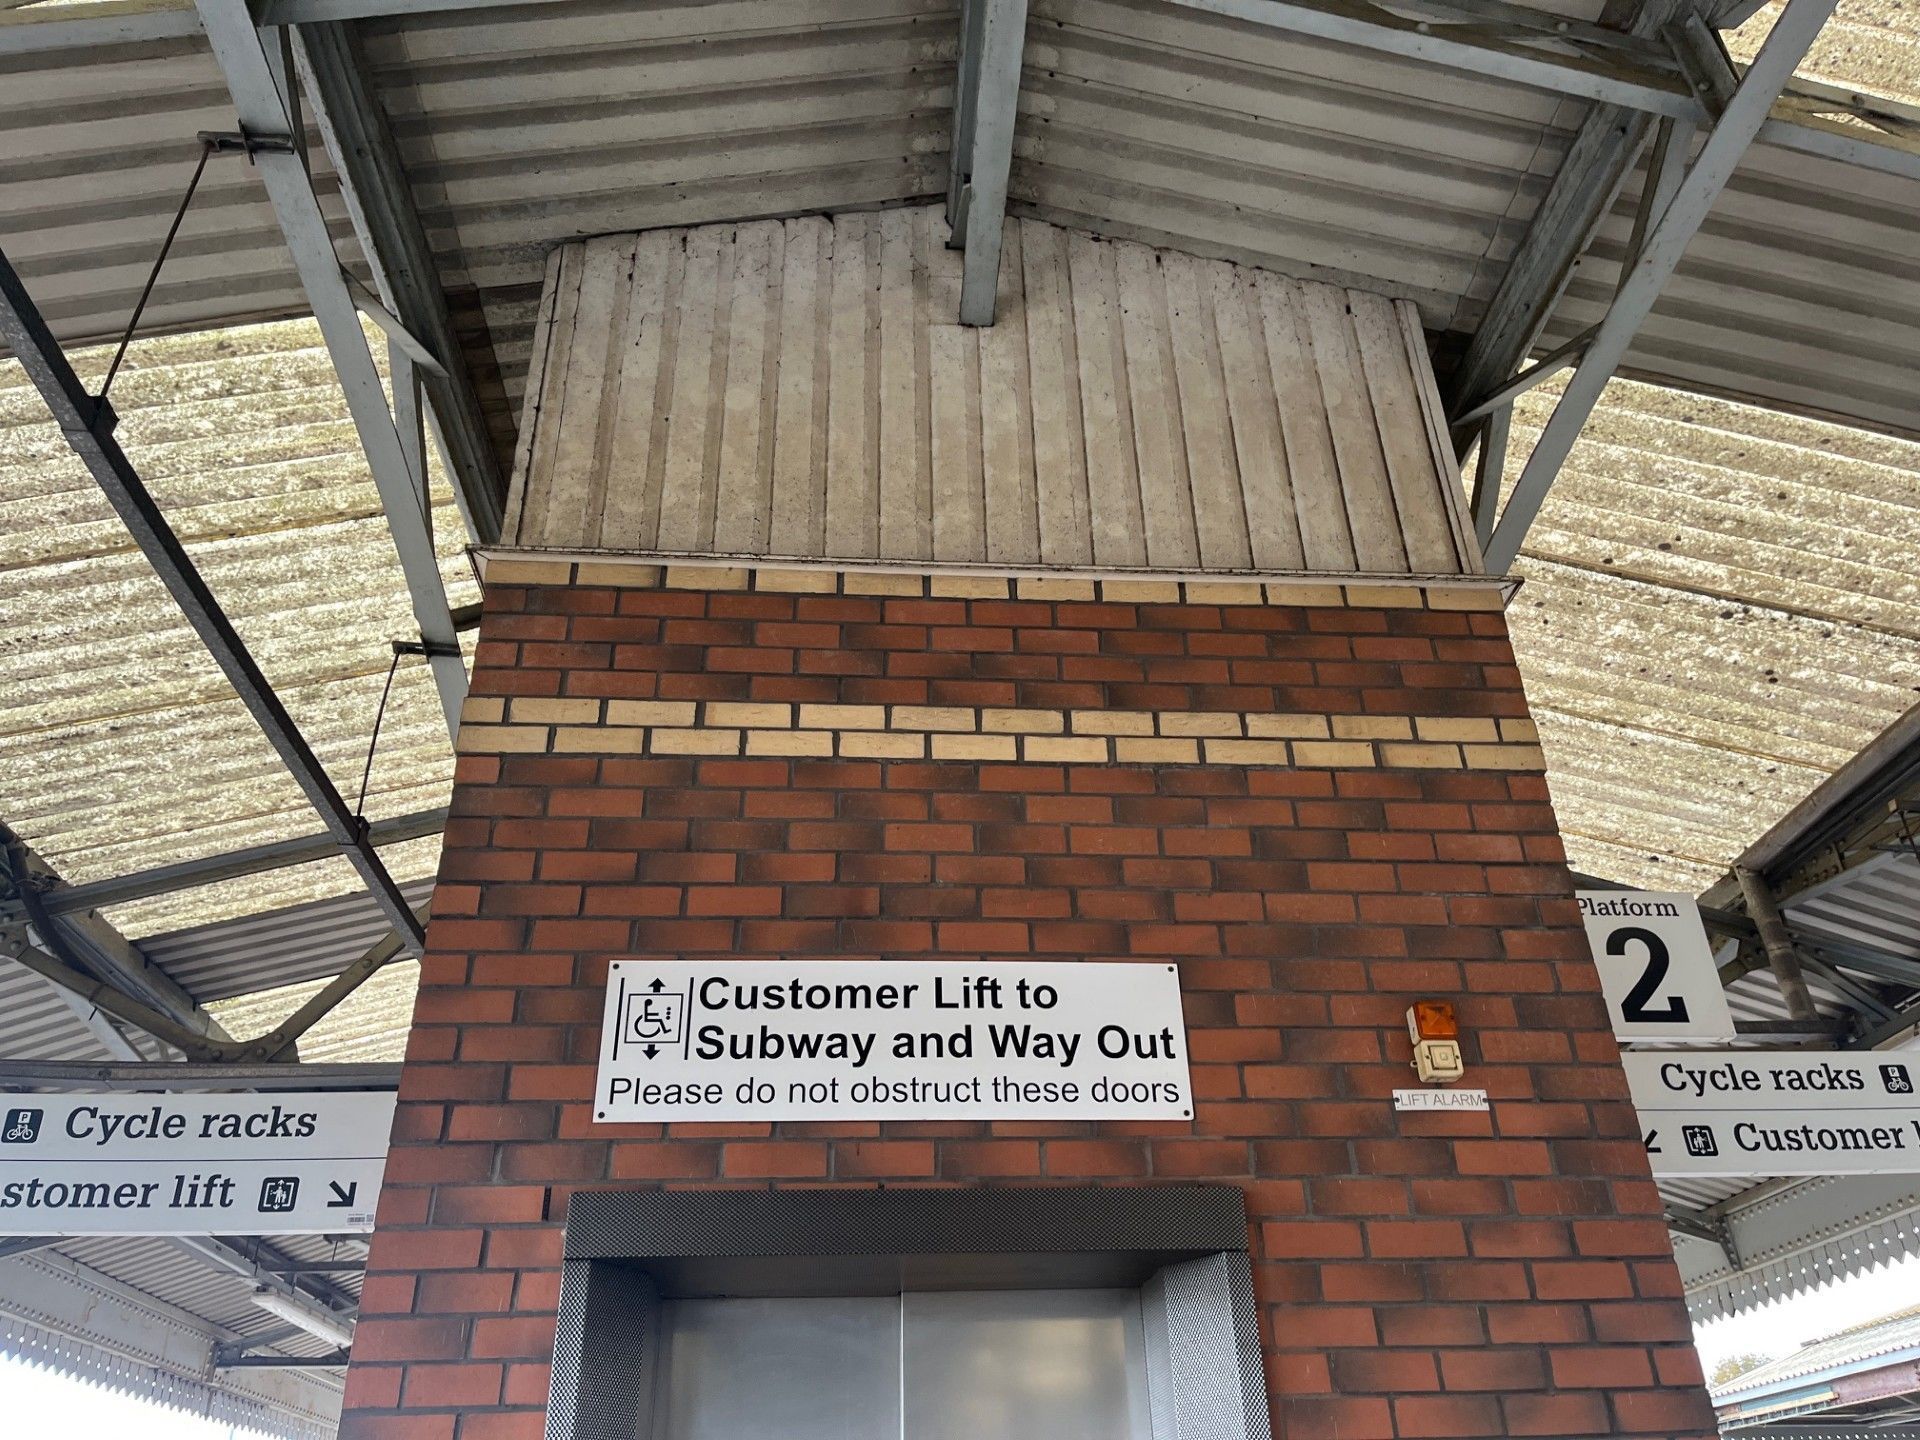 Customer Lift to
Subway and Way Out
Please do not obstruct these doors
LIFT ALARM
Platform
2
P
Cycle racks
stomer lift
Cycle racks
P
Customer